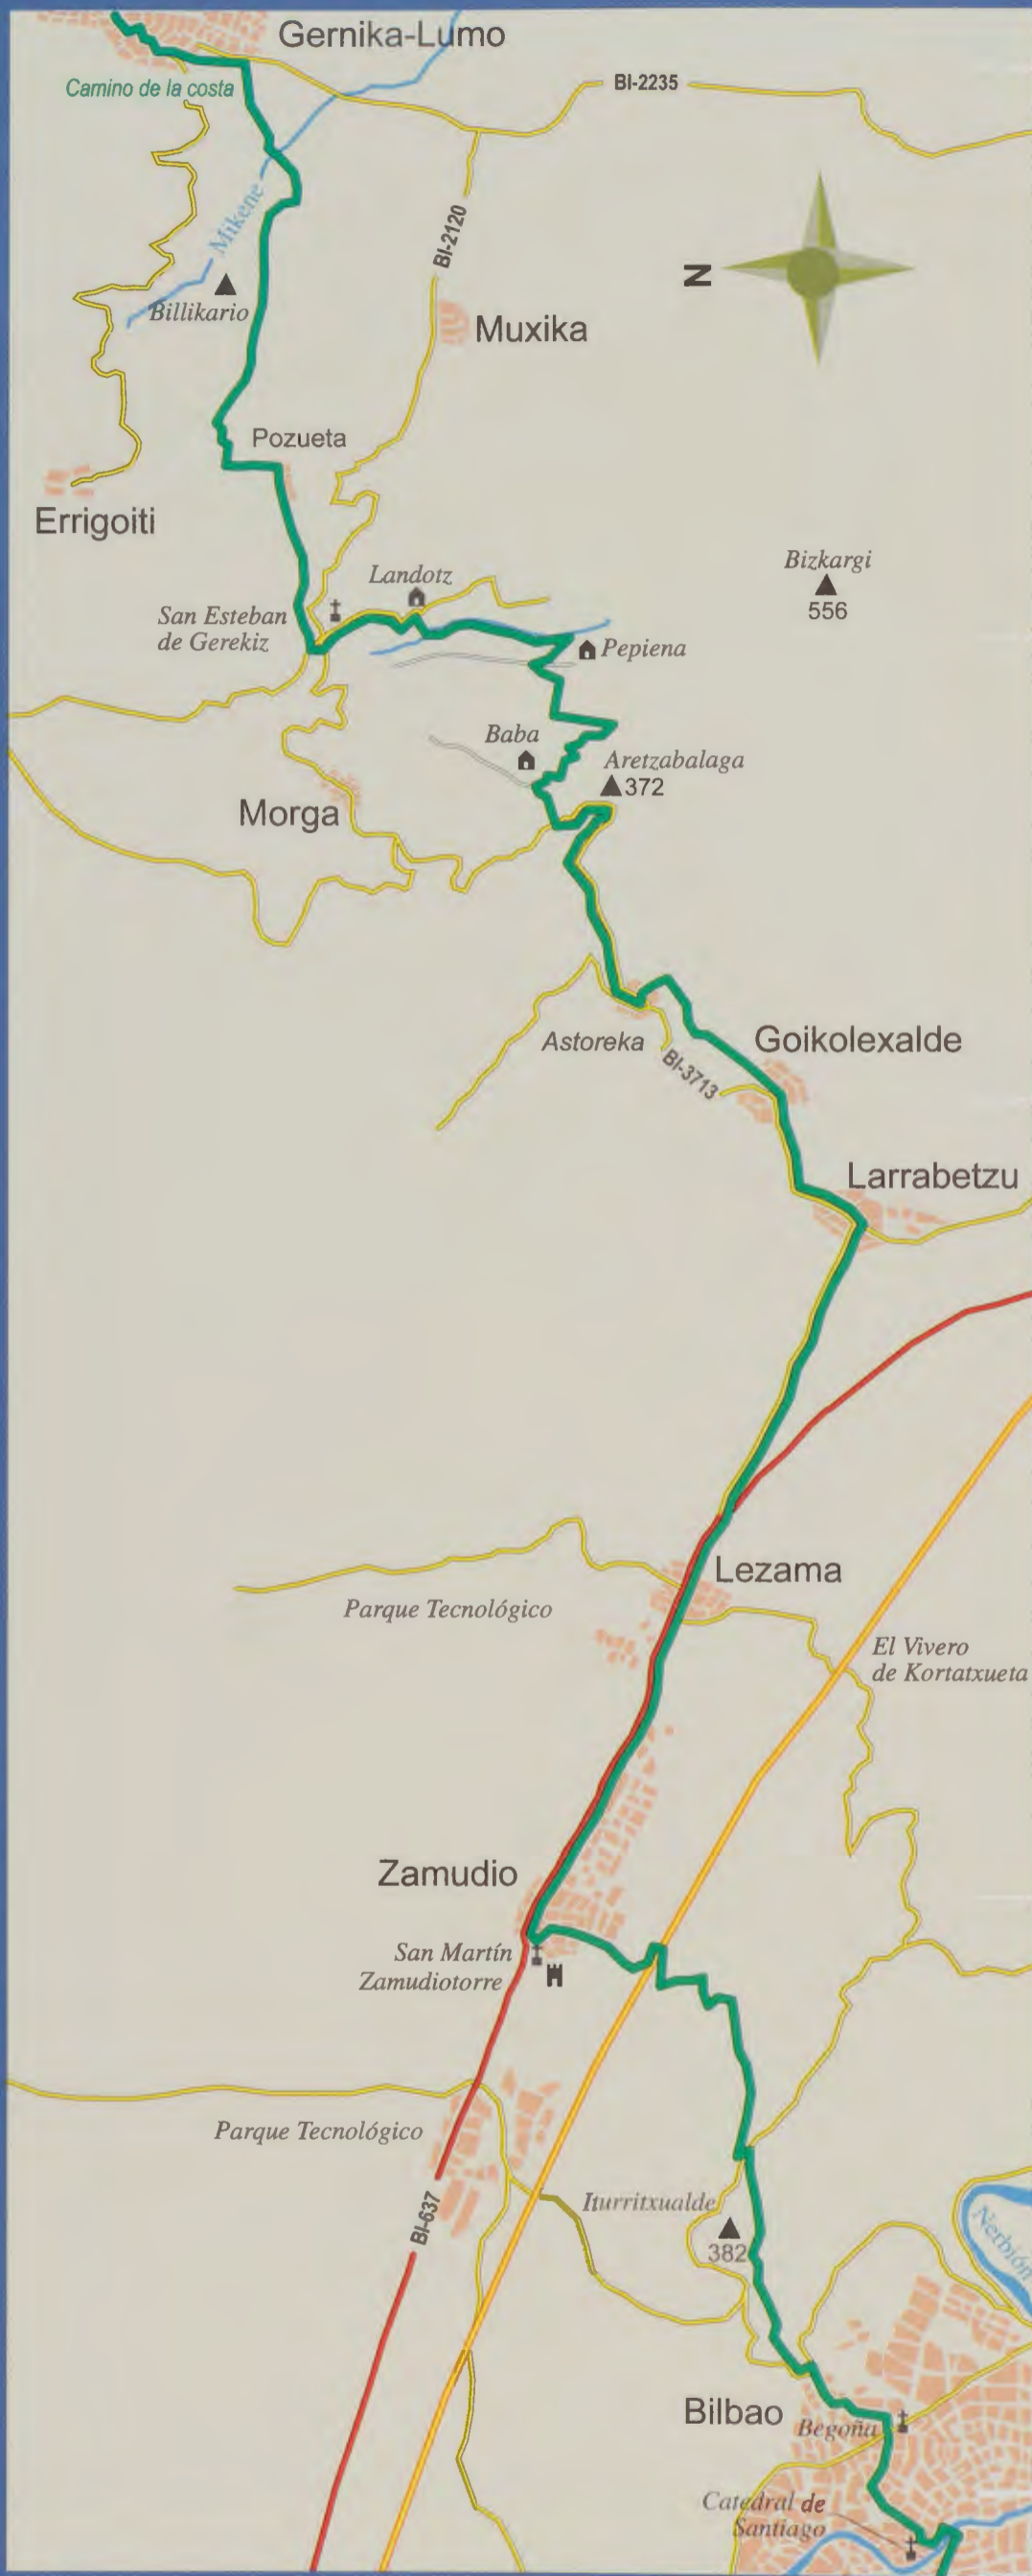 Gernika-Lumo
Camino de la costa
BI-2235
Mikene
BI-2120
N
Billikario
Muxika
Pozueta
Errigoiti
Bizkargi
556
Landotz
San Esteban
de Gerekiz
Pepiena
Baba
Aretzabalaga
372
Morga
Astoreka
Goikolexalde
BI-3713
Larrabetzu
Lezama
Parque Tecnológico
El Vivero
de Kortatxueta
Zamudio
San Martín
Zamudiotorre
Parque Tecnológico
BI-637
Iturritxualde
382
Nerbión
Bilbao
Begoña
Catedral de
Santiago